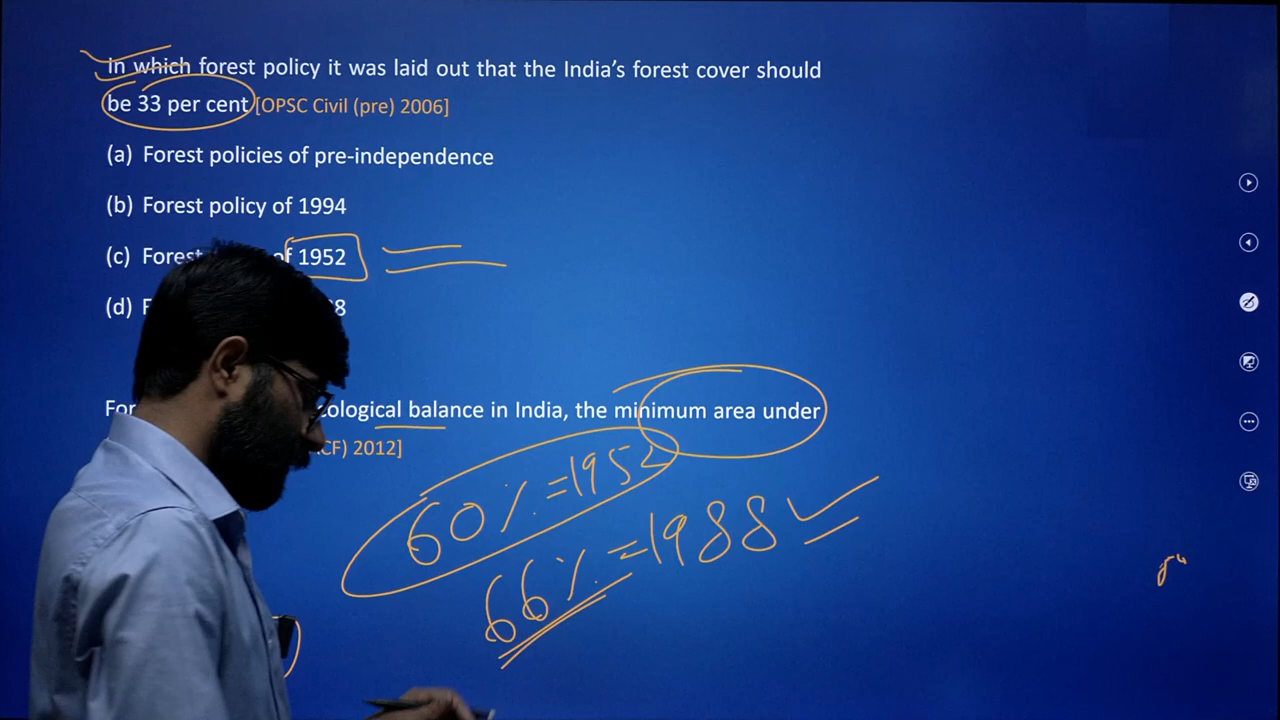 In which forest policy it was laid out that the India's forest cover should
be 33 per cent [OPSC Civil (pre) 2006]
(a) Forest policies of pre-independence
(b) Forest policy of 1994
(c) Forest of 1952
(d) F 8
For cological balance in India, the minimum area under
CF) 2012]
60% = 1952
66% = 1988